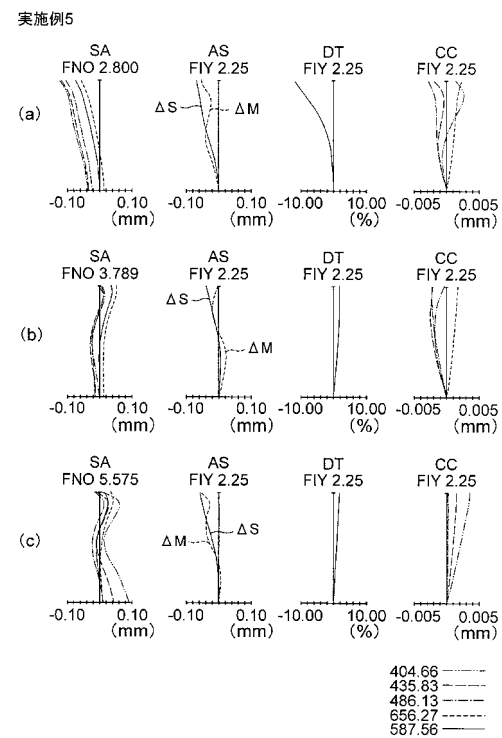 実施例5
SA AS DT CC
FNO 2.800 FIY 2.25 FIY 2.25 FIY 2.25
(a) ΔS ΔM
-0.10 0.10 -0.10 0.10 -10.00 10.00 -0.005 0.005
(mm) (mm) (%) (mm)
SA AS DT CC
FNO 3.789 FIY 2.25 FIY 2.25 FIY 2.25
ΔS
(b) ΔM
-0.10 0.10 -0.10 0.10 -10.00 10.00 -0.005 0.005
(mm) (mm) (%) (mm)
SA AS DT CC
FNO 5.575 FIY 2.25 FIY 2.25 FIY 2.25
ΔS
(c) ΔM
-0.10 0.10 -0.10 0.10 -10.00 10.00 -0.005 0.005
(mm) (mm) (%) (mm)
404.66
435.83
486.13
656.27
587.56